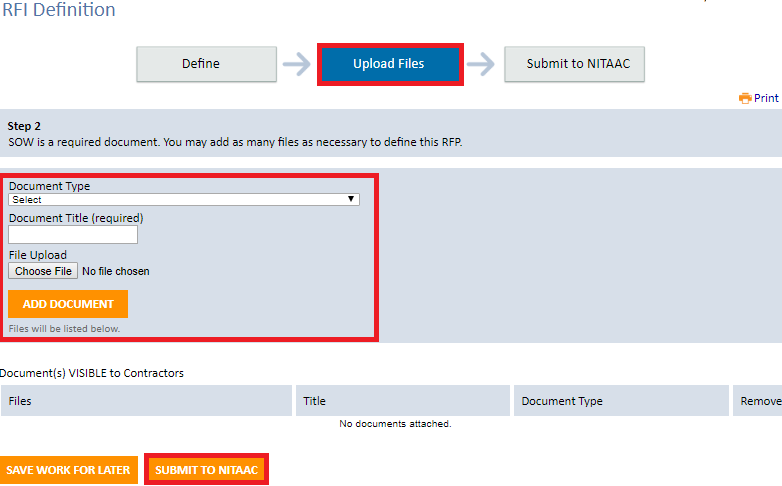 RFI Definition
Define
Upload Files
Submit to NITAAC
Print
Step 2
SOW is a required document. You may add as many files as necessary to define this RFP.
Document Type
Select
Document Title (required)
File Upload
Choose File No file chosen
ADD DOCUMENT
Files will be listed below.
Document(s) VISIBLE to Contractors
Files Title Document Type Remove
No documents attached.
SAVE WORK FOR LATER SUBMIT TO NITAAC